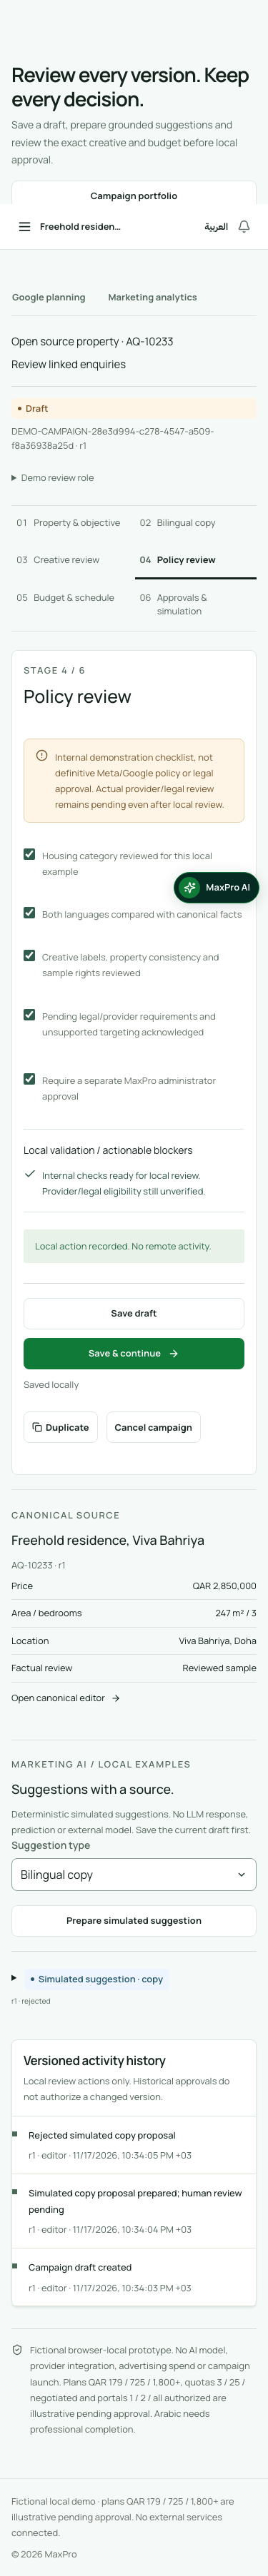 Review every version. Keep
every decision.
Save a draft, prepare grounded suggestions and
review the exact creative and budget before local
approval.
Campaign portfolio
Freehold residen…
العربية
Google planning
Marketing analytics
Open source property · AQ-10233
Review linked enquiries
Draft
DEMO-CAMPAIGN-28e3d994-c278-4547-a509-
f8a36938a25d · r1
Demo review role
01 Property & objective
02 Bilingual copy
03 Creative review
04 Policy review
05 Budget & schedule
06 Approvals &
simulation
STAGE 4 / 6
Policy review
Internal demonstration checklist, not
definitive Meta/Google policy or legal
approval. Actual provider/legal review
remains pending even after local review.
Housing category reviewed for this local
example
MaxPro AI
Both languages compared with canonical facts
Creative labels, property consistency and
sample rights reviewed
Pending legal/provider requirements and
unsupported targeting acknowledged
Require a separate MaxPro administrator
approval
Local validation / actionable blockers
Internal checks ready for local review.
Provider/legal eligibility still unverified.
Local action recorded. No remote activity.
Save draft
Save & continue
Saved locally
Duplicate
Cancel campaign
CANONICAL SOURCE
Freehold residence, Viva Bahriya
AQ-10233 · r1
Price QAR 2,850,000
Area / bedrooms 247 m² / 3
Location Viva Bahriya, Doha
Factual review Reviewed sample
Open canonical editor
MARKETING AI / LOCAL EXAMPLES
Suggestions with a source.
Deterministic simulated suggestions. No LLM response,
prediction or external model. Save the current draft first.
Suggestion type
Bilingual copy
Prepare simulated suggestion
Simulated suggestion · copy
r1 · rejected
Versioned activity history
Local review actions only. Historical approvals do
not authorize a changed version.
Rejected simulated copy proposal
r1 · editor · 11/17/2026, 10:34:05 PM +03
Simulated copy proposal prepared; human review
pending
r1 · editor · 11/17/2026, 10:34:04 PM +03
Campaign draft created
r1 · editor · 11/17/2026, 10:34:03 PM +03
Fictional browser-local prototype. No AI model,
provider integration, advertising spend or campaign
launch. Plans QAR 179 / 725 / 1,800+, quotas 3 / 25 /
negotiated and portals 1 / 2 / all authorized are
illustrative pending approval. Arabic needs
professional completion.
Fictional local demo · plans QAR 179 / 725 / 1,800+ are
illustrative pending approval. No external services
connected.
© 2026 MaxPro